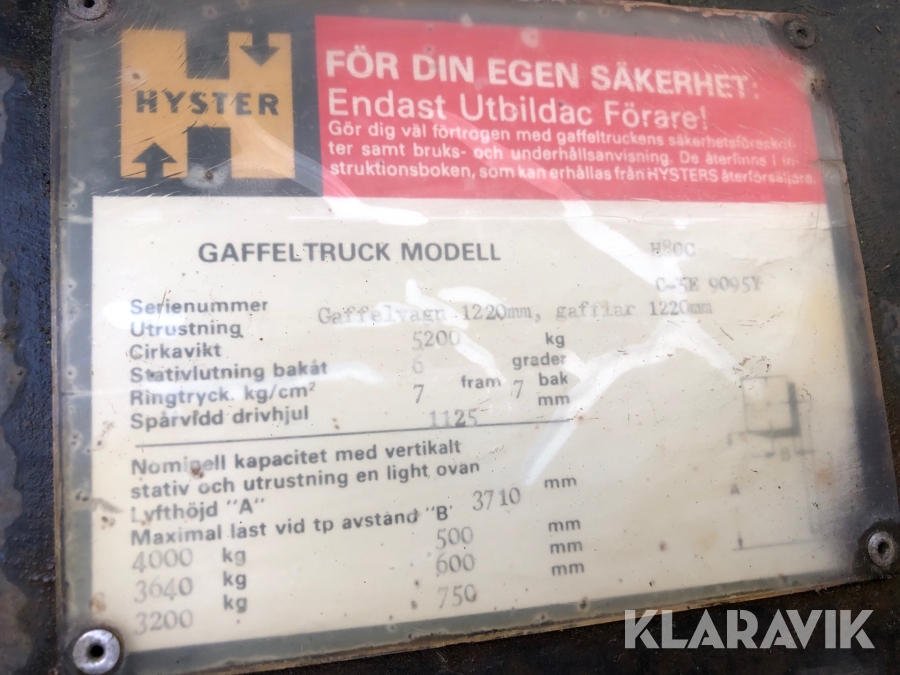 HYSTER
FÖR DIN EGEN SÄKERHET:
Endast Utbildac Förare!
Gör dig väl förtrogen med gaffeltruckens säkerhetsföreskrif-
ter samt bruks- och underhållsanvisning. De återfinns i in-
struktionsboken, som kan erhållas från HYSTERS återförsäljare.
GAFFELTRUCK MODELL H80C
Serienummer C-5E 9095Y
Utrustning Gaffelvagn 1220mm, gafflar 1220mm
Cirkavikt 5200 kg
Stativlutning bakåt 6 grader
Ringtryck. kg/cm² 7 fram 7 bak
Spårvidd drivhjul 1125 mm
Nominell kapacitet med vertikalt
stativ och utrustning en light ovan
Lyfthöjd "A" 3710 mm
Maximal last vid tp avstånd "B"
4000 kg 500 mm
3640 kg 600 mm
3200 kg 750 mm
A
B
KLARAVIK